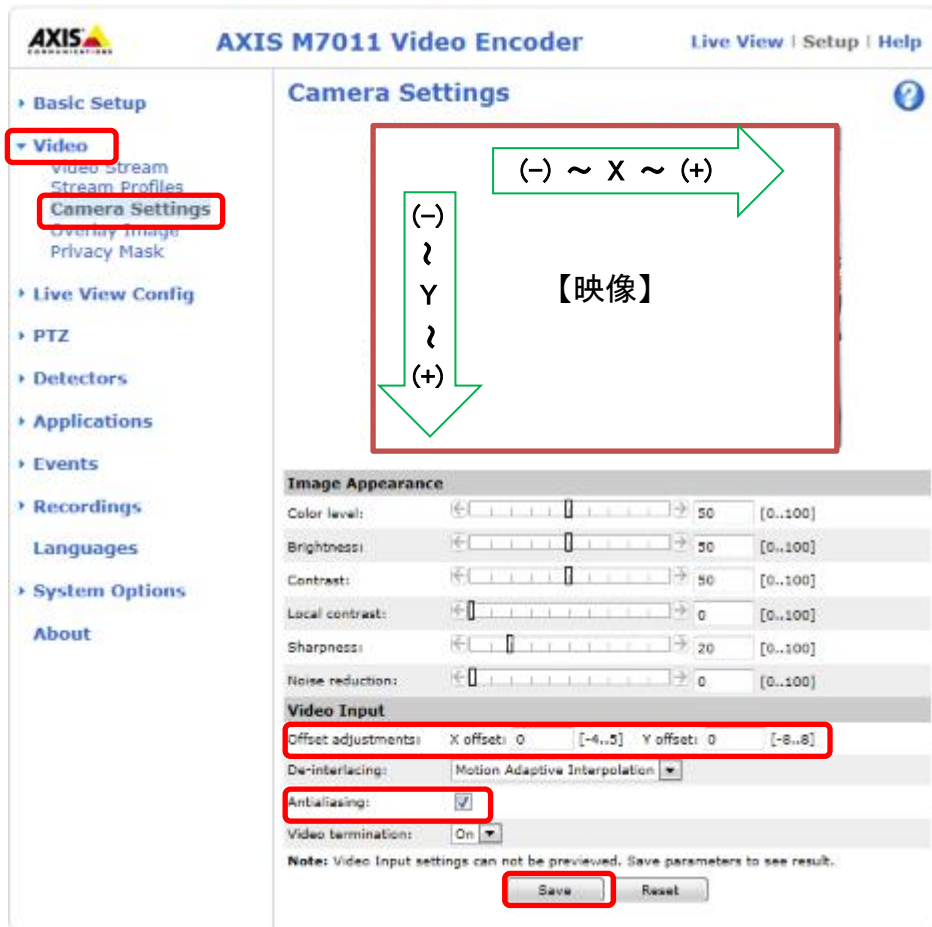 AXIS
COMMUNICATIONS
AXIS M7011 Video Encoder
Live View | Setup | Help
Basic Setup
Video
Video Stream
Stream Profiles
Camera Settings
Overlay Image
Privacy Mask
Live View Config
PTZ
Detectors
Applications
Events
Recordings
Languages
System Options
About
Camera Settings
?
(-) ~ X ~ (+)
(-)
~
Y
~
(+)
【映像】
Image Appearance
Color level: 50 [0..100]
Brightness: 50 [0..100]
Contrast: 50 [0..100]
Local contrast: 0 [0..100]
Sharpness: 20 [0..100]
Noise reduction: 0 [0..100]
Video Input
Offset adjustments: X offset: 0 [-4..5] Y offset: 0 [-8..8]
De-interlacing: Motion Adaptive Interpolation
Antialiasing:
Video termination: On
Note: Video Input settings can not be previewed. Save parameters to see result.
Save Reset